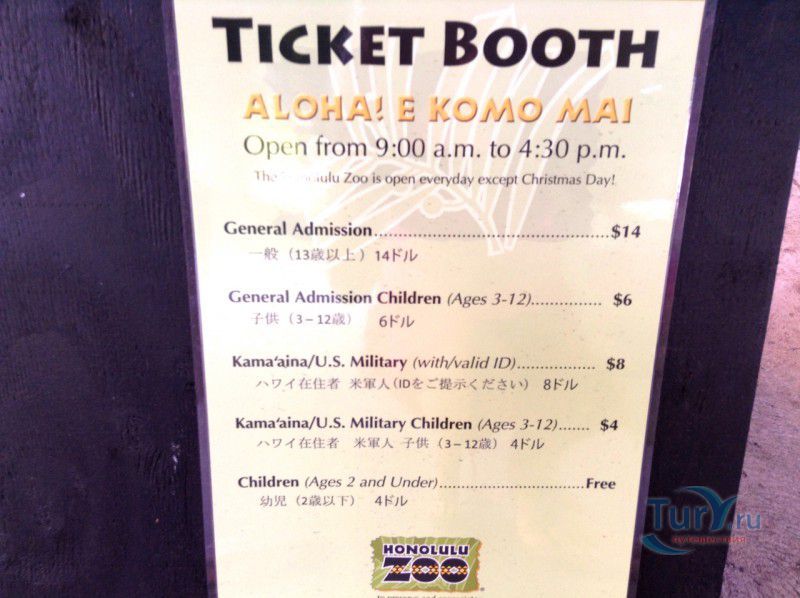 TICKET BOOTH
ALOHA! E KOMO MAI
Open from 9:00 a.m. to 4:30 p.m.
The Honolulu Zoo is open everyday except Christmas Day!
General Admission..........................................$14
一般 (13歳以上) 14ドル
General Admission Children (Ages 3-12)............... $6
子供 (3－12歳) 6ドル
Kama‘aina/U.S. Military (with/valid ID)................. $8
ハワイ在住者 米軍人(IDをご提示ください) 8ドル
Kama‘aina/U.S. Military Children (Ages 3-12)....... $4
ハワイ在住者 米軍人 子供 (3－12歳) 4ドル
Children (Ages 2 and Under)...............................Free
幼児 (2歳以下) 4ドル
HONOLULU
ZOO
TurY.ru
путешествия